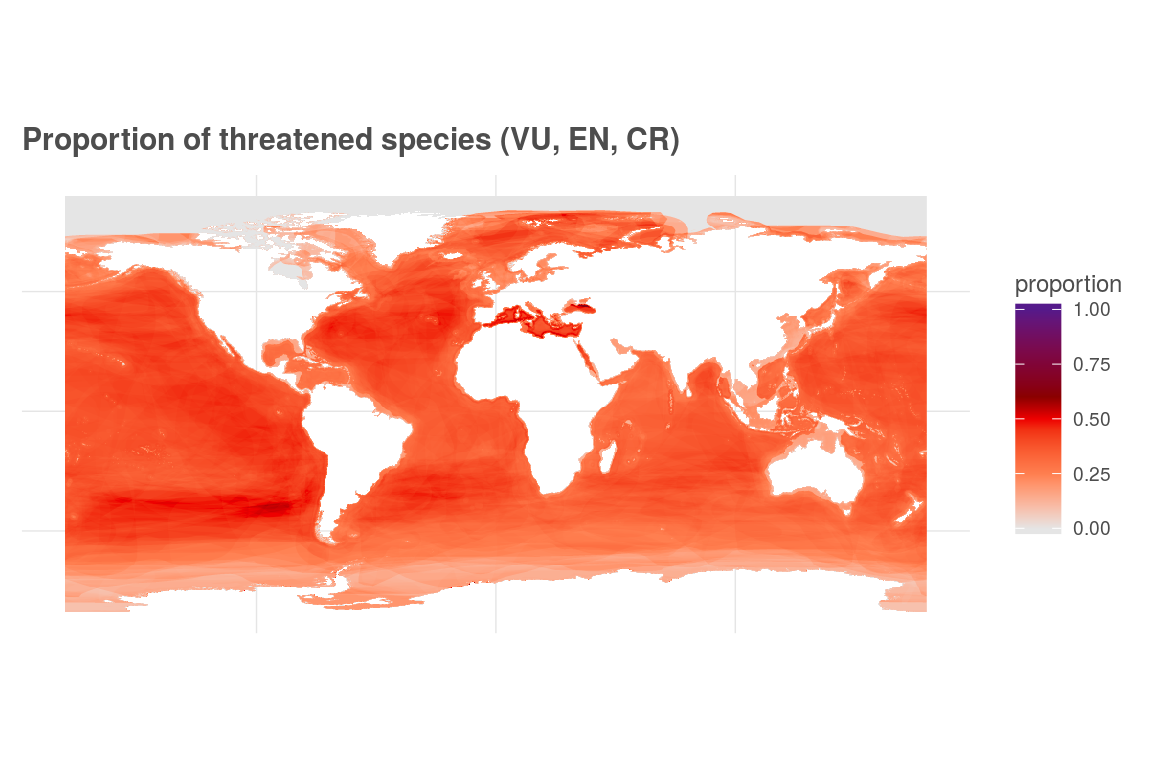 Proportion of threatened species (VU, EN, CR)
proportion
1.00
0.75
0.50
0.25
0.00